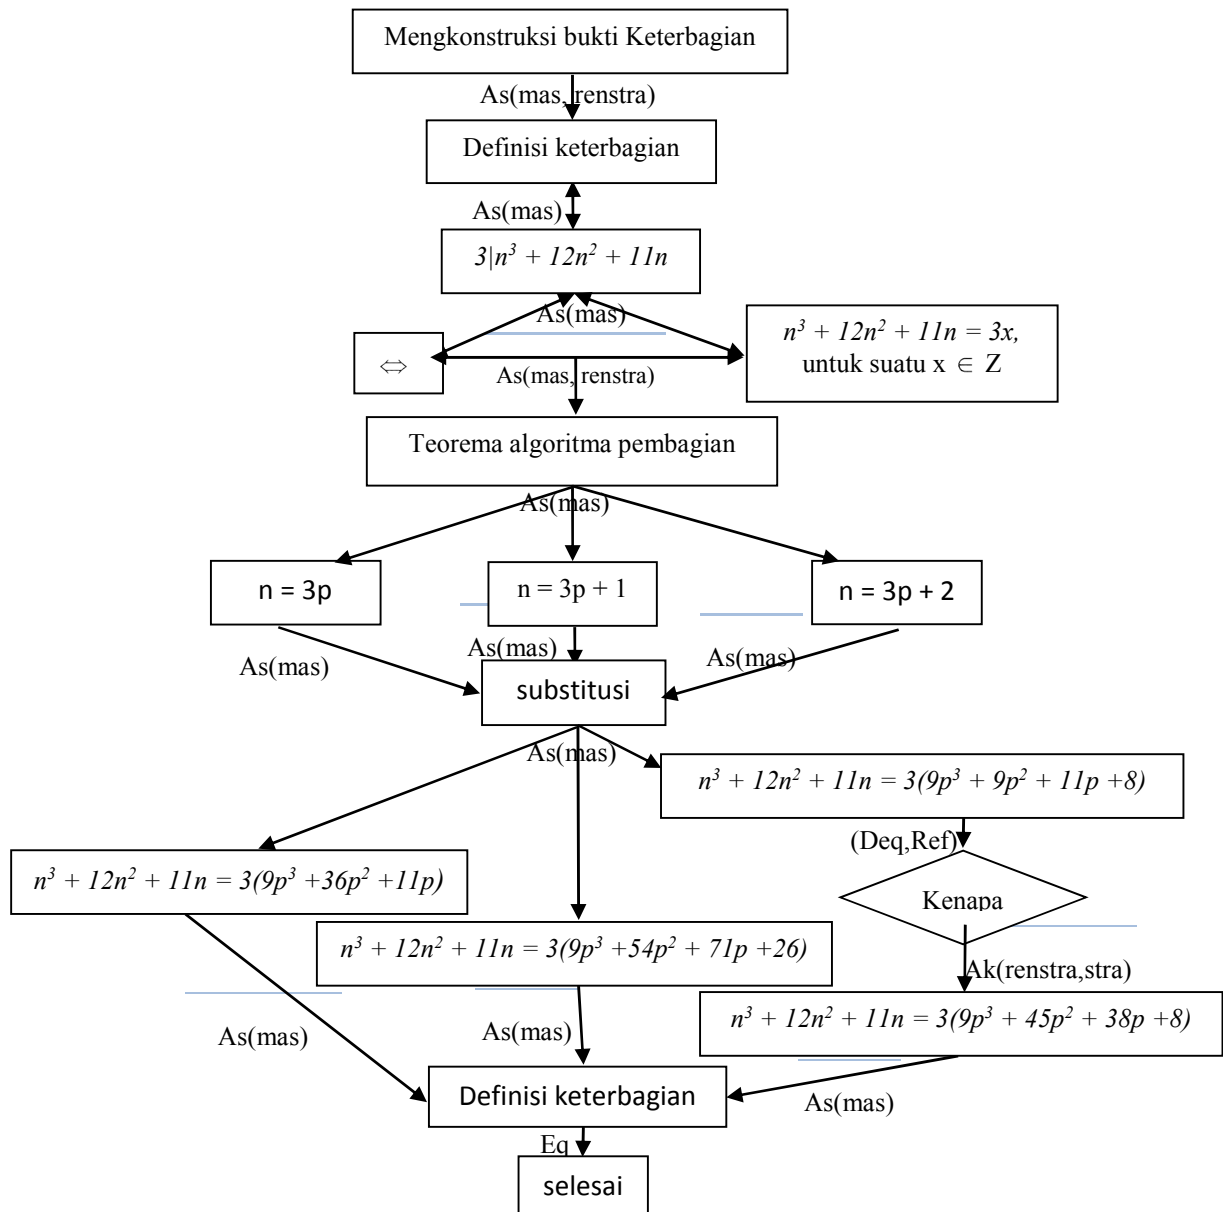 Mengkonstruksi bukti Keterbagian
As(mas, renstra)
Definisi keterbagian
As(mas)
3|n³ + 12n² + 11n
As(mas)
n³ + 12n² + 11n = 3x,
untuk suatu x ∈ Z
⇔
As(mas, renstra)
Teorema algoritma pembagian
As(mas)
n = 3p
n = 3p + 1
n = 3p + 2
As(mas)
As(mas)
As(mas)
substitusi
As(mas)
n³ + 12n² + 11n = 3(9p³ + 9p² + 11p +8)
(Deq,Ref)
n³ + 12n² + 11n = 3(9p³ +36p² +11p)
Kenapa
n³ + 12n² + 11n = 3(9p³ +54p² + 71p +26)
Ak(renstra,stra)
n³ + 12n² + 11n = 3(9p³ + 45p² + 38p +8)
As(mas)
As(mas)
As(mas)
Definisi keterbagian
Eq
selesai